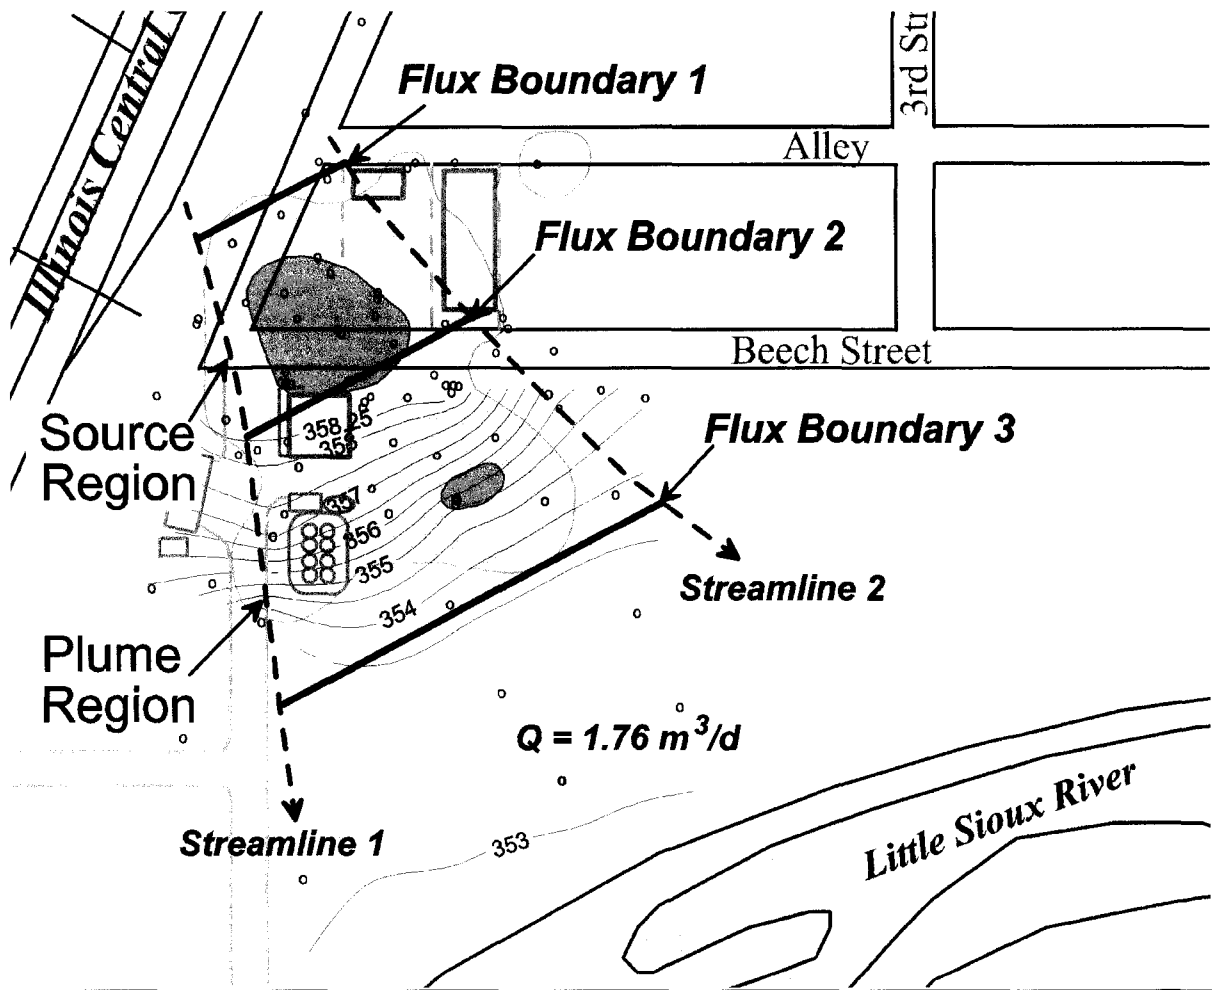 Illinois Central
3rd Str
Flux Boundary 1
Alley
Flux Boundary 2
Beech Street
Source
Region
358.25
358
Flux Boundary 3
357
356
355
354
Streamline 2
Plume
Region
Q = 1.76 m³/d
Streamline 1
353
Little Sioux River